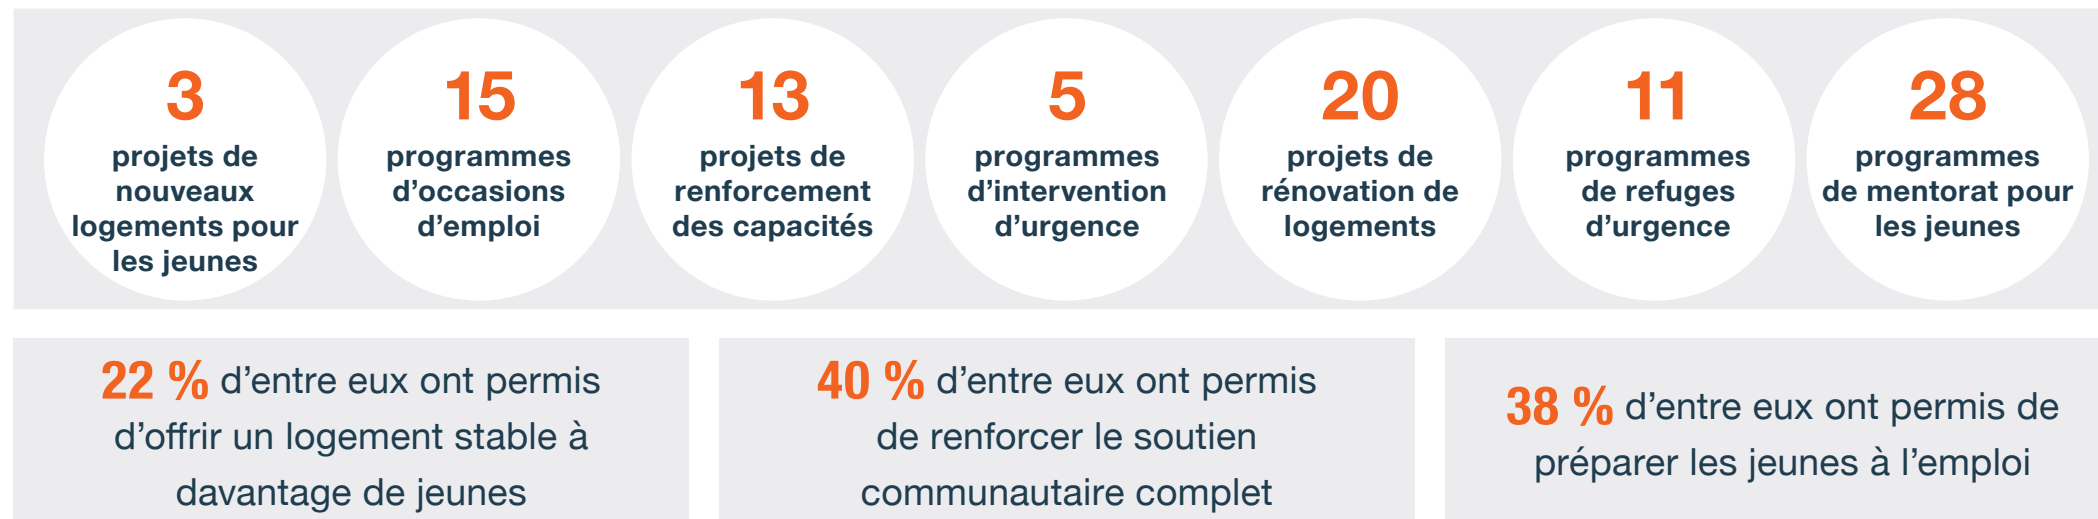 3
projets de
nouveaux
logements pour
les jeunes
15
programmes
d’occasions
d’emploi
13
projets de
renforcement
des capacités
5
programmes
d’intervention
d’urgence
20
projets de
rénovation de
logements
11
programmes
de refuges
d’urgence
28
programmes
de mentorat pour
les jeunes
22 % d’entre eux ont permis
d’offrir un logement stable à
davantage de jeunes
40 % d’entre eux ont permis
de renforcer le soutien
communautaire complet
38 % d’entre eux ont permis de
préparer les jeunes à l’emploi